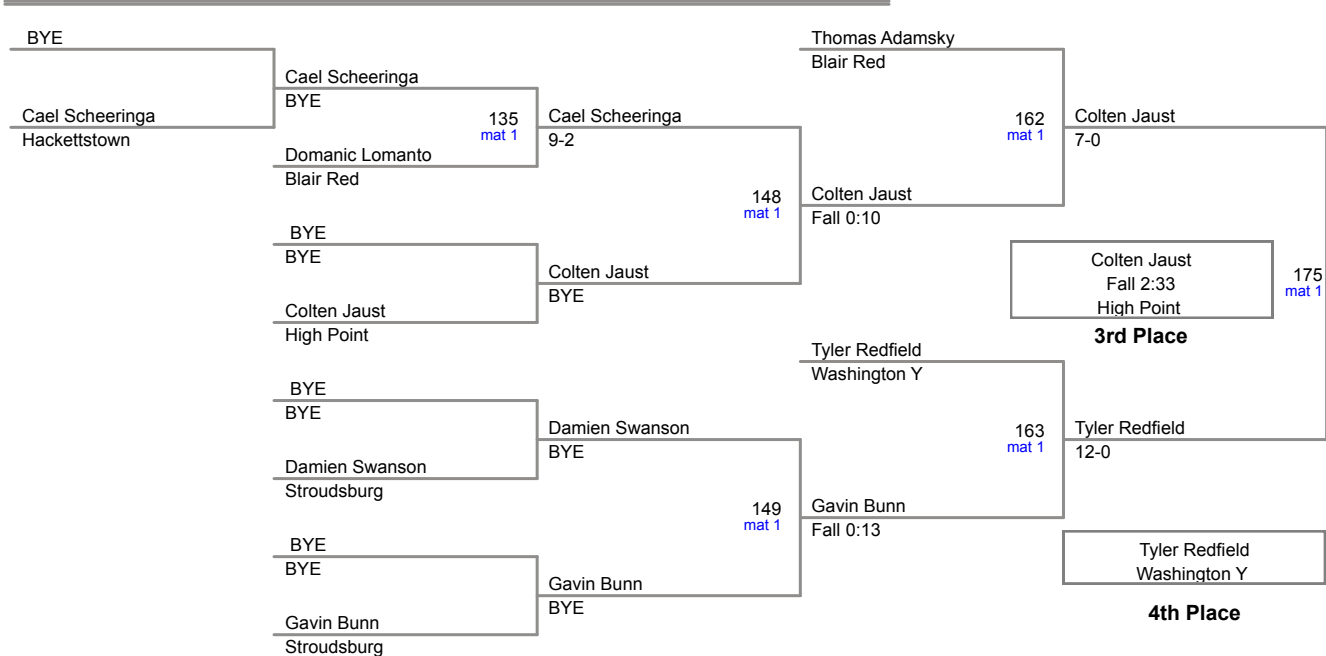 BYE
Cael Scheeringa
Hackettstown
Cael Scheeringa
BYE
135
mat 1
Domanic Lomanto
Blair Red
Cael Scheeringa
9-2
BYE
BYE
Colten Jaust
High Point
Colten Jaust
BYE
148
mat 1
Thomas Adamsky
Blair Red
Colten Jaust
Fall 0:10
162
mat 1
Colten Jaust
7-0
Colten Jaust
Fall 2:33
High Point
3rd Place
175
mat 1
BYE
BYE
Damien Swanson
Stroudsburg
Damien Swanson
BYE
BYE
BYE
Gavin Bunn
Stroudsburg
Gavin Bunn
BYE
149
mat 1
Tyler Redfield
Washington Y
Gavin Bunn
Fall 0:13
163
mat 1
Tyler Redfield
12-0
Tyler Redfield
Washington Y
4th Place